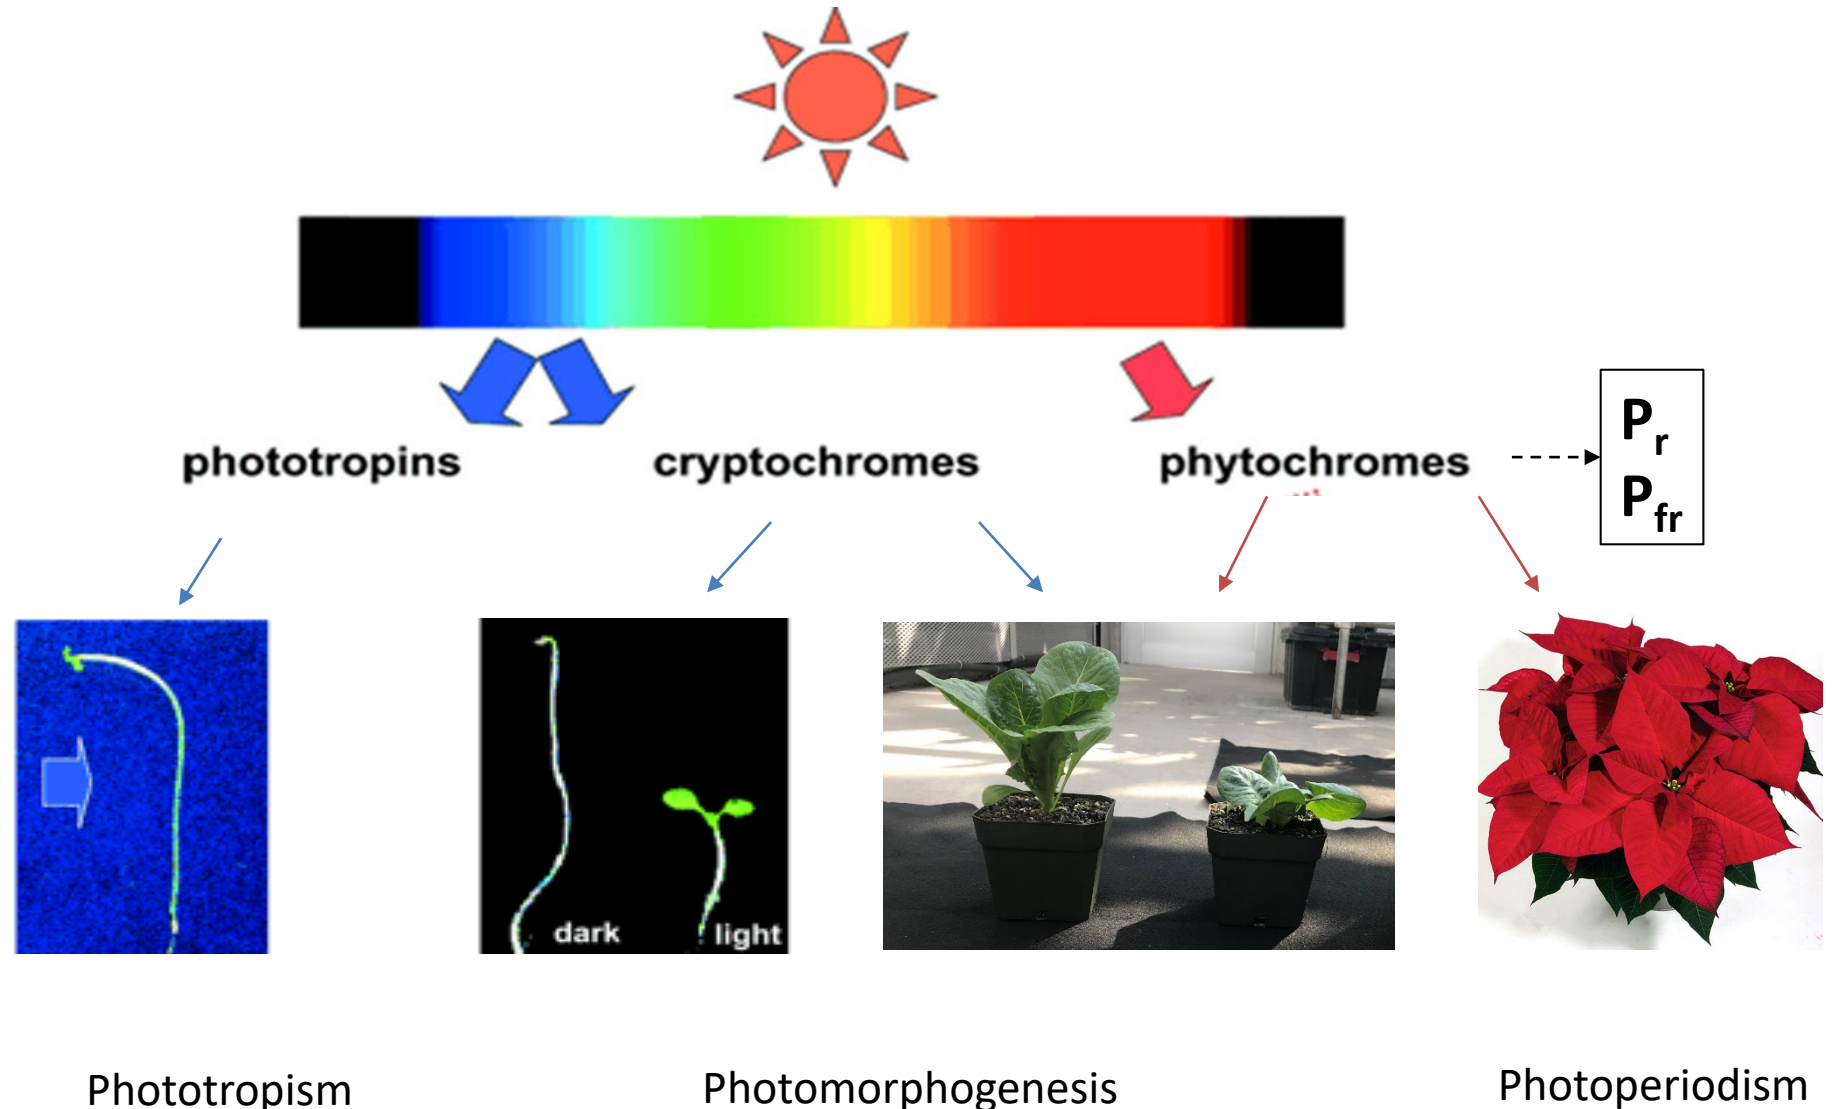 phototropins
cryptochromes
phytochromes
Pr
Pfr
dark
light
Phototropism
Photomorphogenesis
Photoperiodism